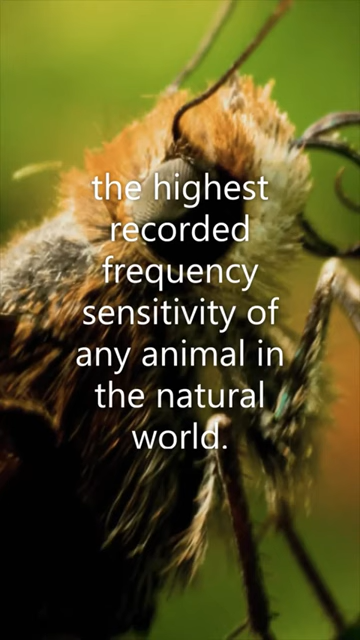 the highest
recorded
frequency
sensitivity of
any animal in
the natural
world.